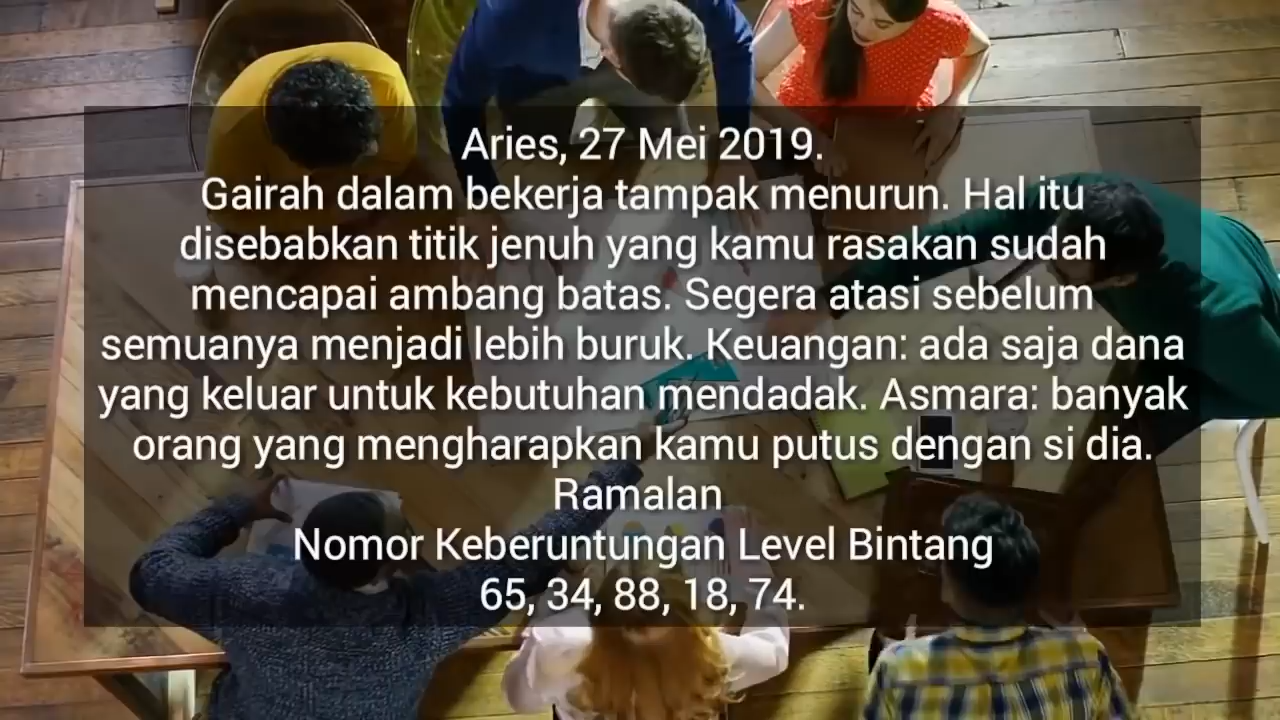 Aries, 27 Mei 2019.
Gairah dalam bekerja tampak menurun. Hal itu
disebabkan titik jenuh yang kamu rasakan sudah
mencapai ambang batas. Segera atasi sebelum
semuanya menjadi lebih buruk. Keuangan: ada saja dana
yang keluar untuk kebutuhan mendadak. Asmara: banyak
orang yang mengharapkan kamu putus dengan si dia.
Ramalan
Nomor Keberuntungan Level Bintang
65, 34, 88, 18, 74.